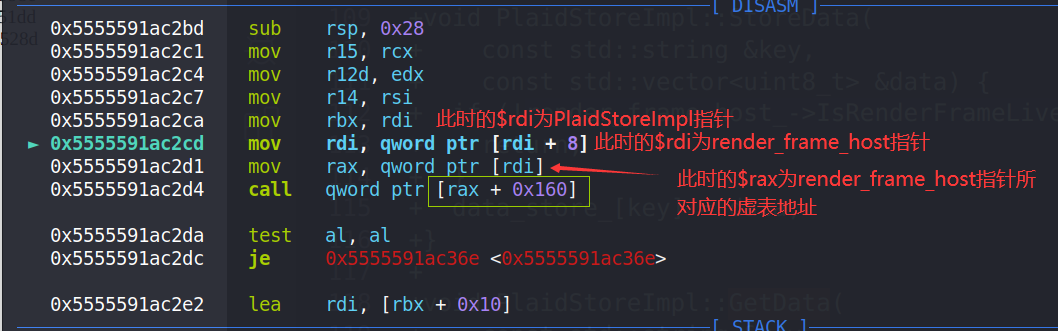 [ DISASM ]
0x5555591ac2bd sub rsp, 0x28
0x5555591ac2c1 mov r15, rcx
0x5555591ac2c4 mov r12d, edx
0x5555591ac2c7 mov r14, rsi
0x5555591ac2ca mov rbx, rdi 此时的$rdi为PlaidStoreImpl指针
► 0x5555591ac2cd mov rdi, qword ptr [rdi + 8] 此时的$rdi为render_frame_host指针
0x5555591ac2d1 mov rax, qword ptr [rdi]
此时的$rax为render_frame_host指针所
0x5555591ac2d4 call qword ptr [rax + 0x160]
对应的虚表地址
0x5555591ac2da test al, al
0x5555591ac2dc je 0x5555591ac36e <0x5555591ac36e>
0x5555591ac2e2 lea rdi, [rbx + 0x10]
[ STACK ]
void PlaidStoreImpl::StoreData(
const std::string &key,
const std::vector<uint8_t> &data) {
PlaidStoreImpl::GetData(